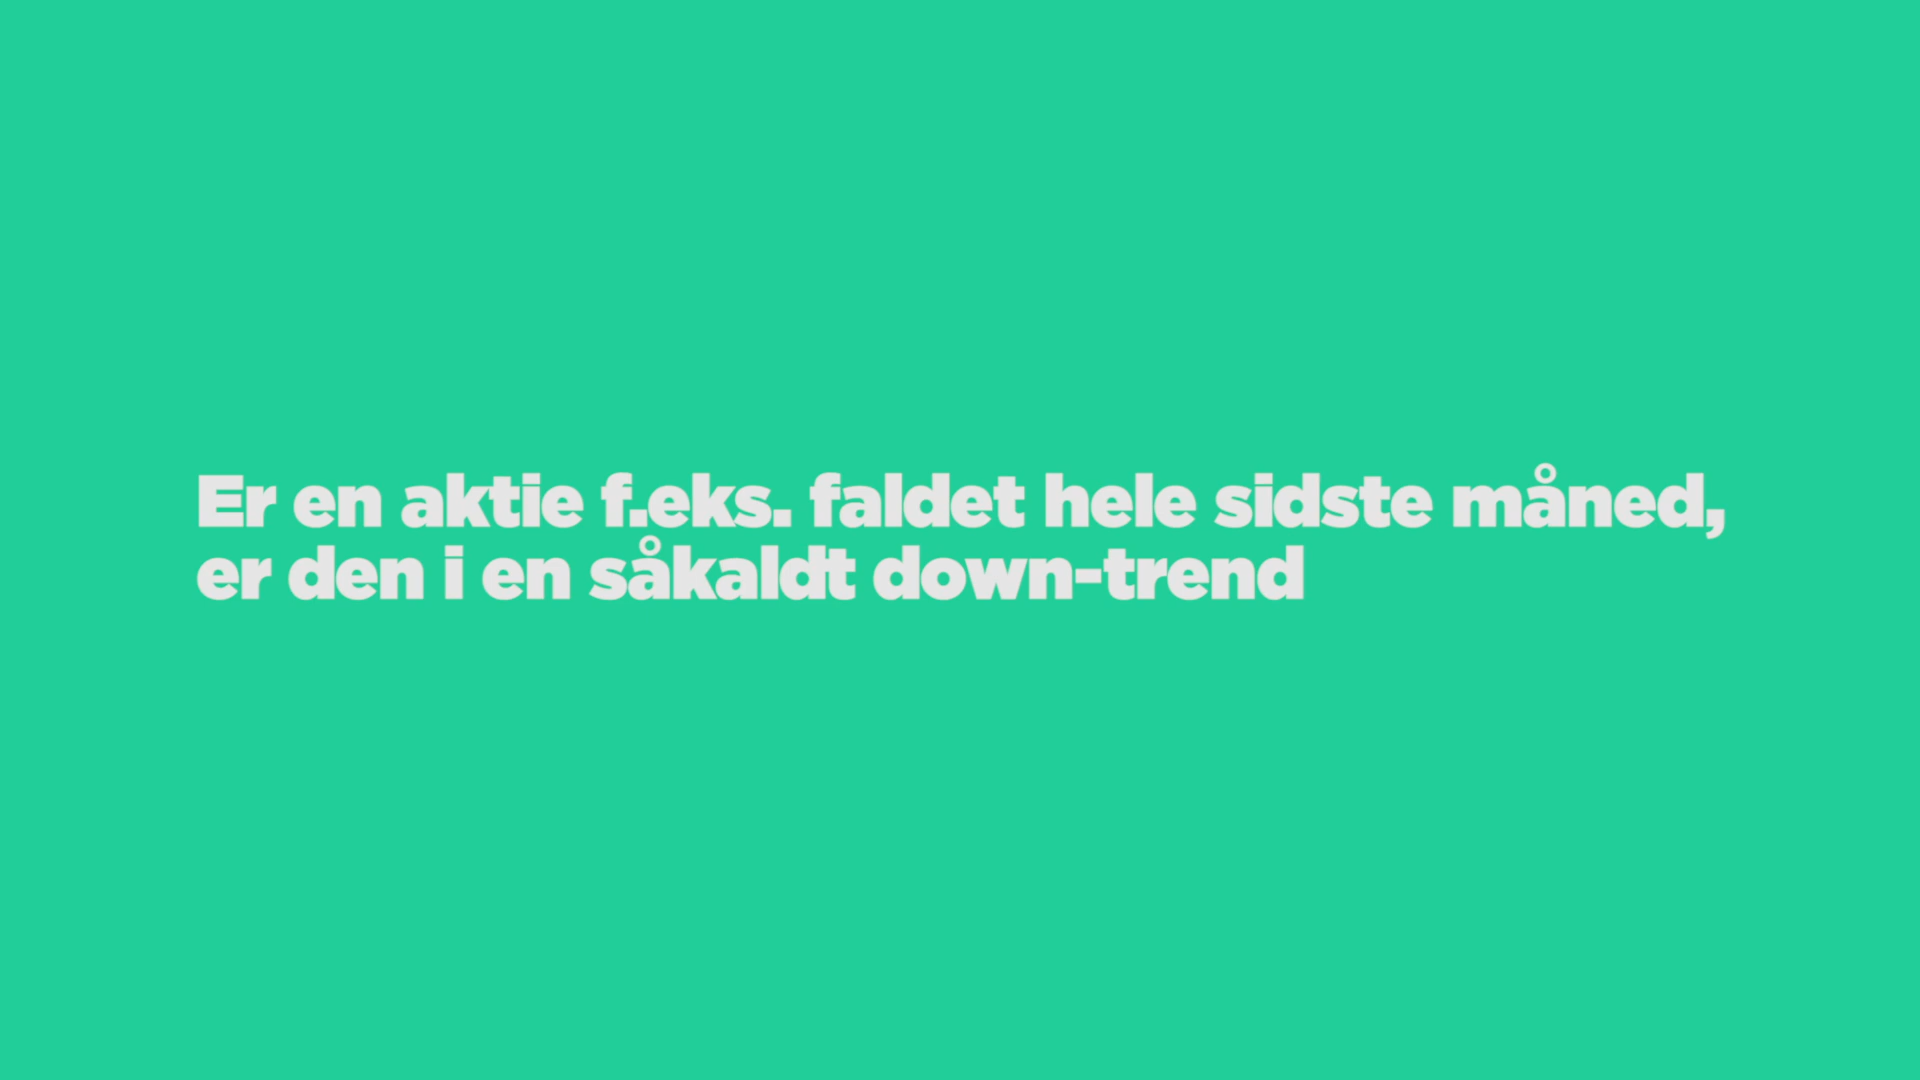 Er en aktie f.eks. faldet hele sidste måned,
er den i en såkaldt down-trend